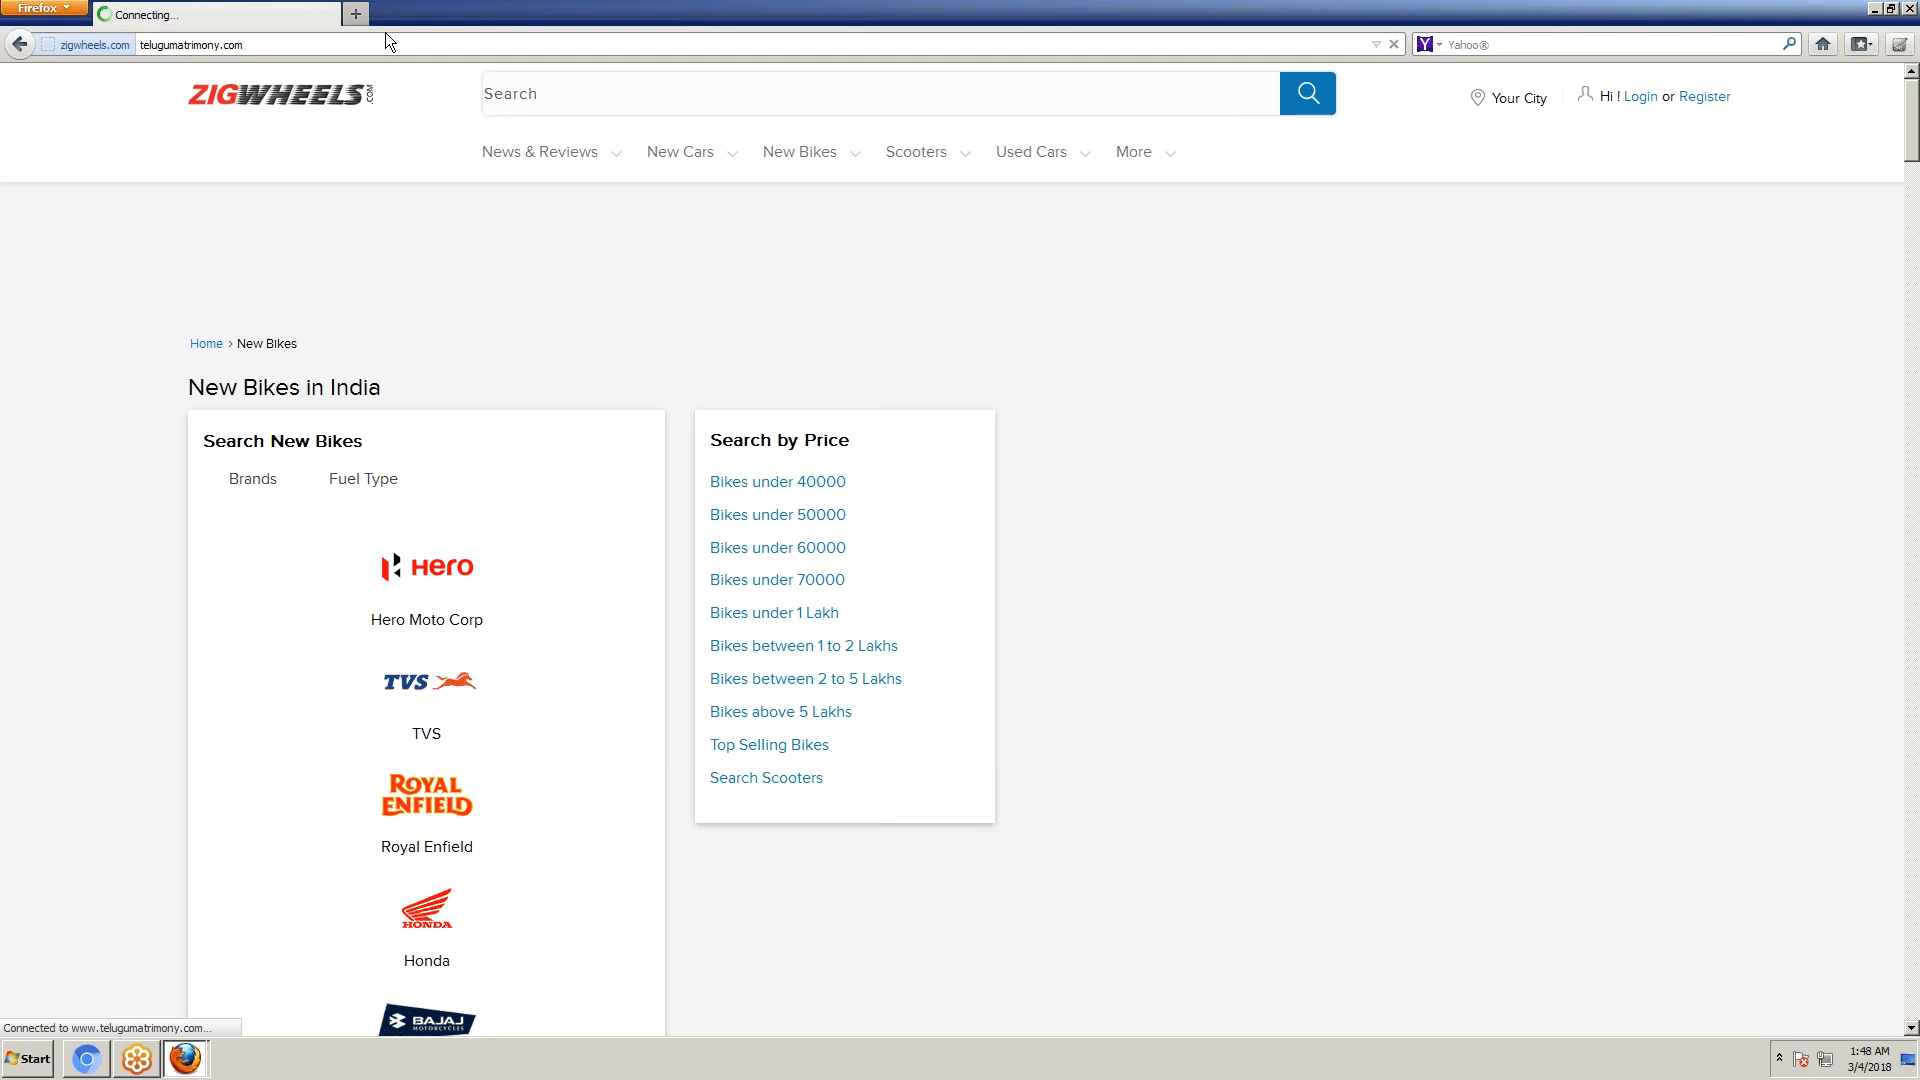 Firefox
Connecting...
zigwheels.com telugumatrimony.com
Yahoo®
ZIGWHEELS.COM
Search
Your City
Hi ! Login or Register
News & Reviews New Cars New Bikes Scooters Used Cars More
Home › New Bikes
New Bikes in India
Search New Bikes
Brands Fuel Type
Hero
Hero Moto Corp
TVS
TVS
ROYAL
ENFIELD
Royal Enfield
HONDA
Honda
BAJAJ
MOTORCYCLES
Search by Price
Bikes under 40000
Bikes under 50000
Bikes under 60000
Bikes under 70000
Bikes under 1 Lakh
Bikes between 1 to 2 Lakhs
Bikes between 2 to 5 Lakhs
Bikes above 5 Lakhs
Top Selling Bikes
Search Scooters
Connected to www.telugumatrimony.com...
Start
1:48 AM
3/4/2018